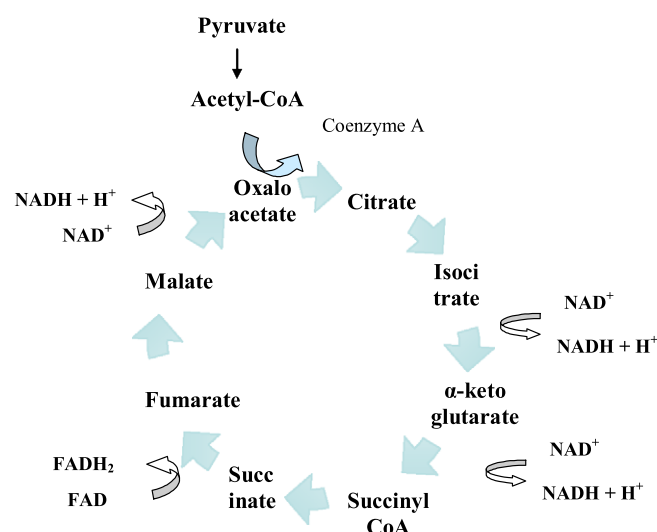 Pyruvate
Acetyl-CoA
Coenzyme A
Oxalo
acetate
Citrate
NADH + H⁺
NAD⁺
Isoci
trate
Malate
NAD⁺
NADH + H⁺
α-keto
glutarate
Fumarate
NAD⁺
NADH + H⁺
FADH₂
FAD
Succ
inate
Succinyl
CoA